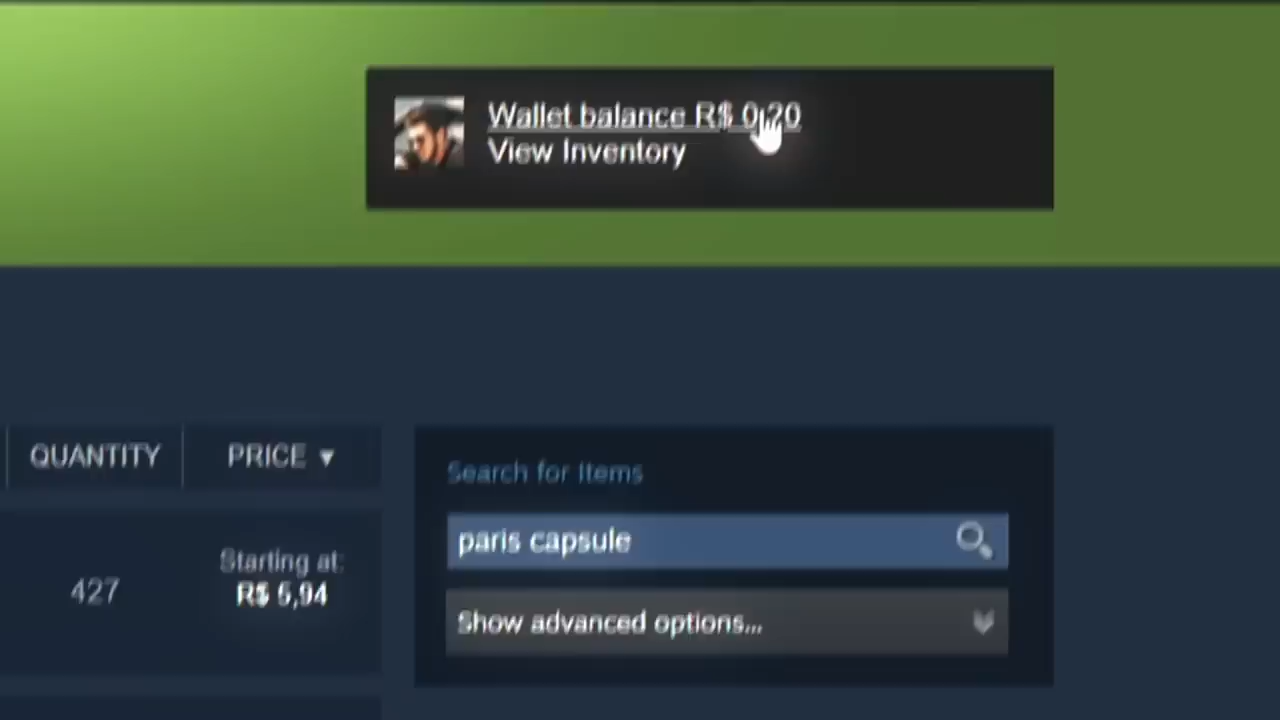 Wallet balance R$ 0,20
View Inventory
QUANTITY
PRICE ▼
Search for Items
paris capsule
427
Starting at:
R$ 5,94
Show advanced options...